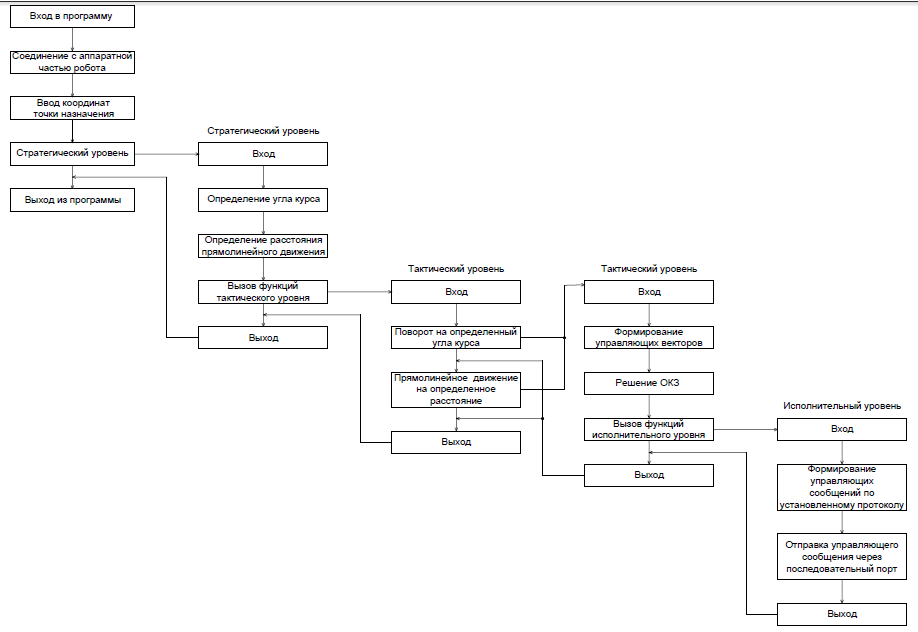 Вход в программу
Соединение с аппаратной
частью робота
Ввод координат
точки назначения
Стратегический уровень
Выход из программы
Стратегический уровень
Вход
Определение угла курса
Определение расстояния
прямолинейного движения
Вызов функций
тактического уровня
Выход
Тактический уровень
Вход
Поворот на определенный
угла курса
Прямолинейное движение
на определенное
расстояние
Выход
Тактический уровень
Вход
Формирование
управляющих векторов
Решение ОКЗ
Вызов функций
исполнительного уровня
Выход
Исполнительный уровень
Вход
Формирование
управляющих
сообщений по
установленному протоколу
Отправка управляющего
сообщения через
последовательный порт
Выход